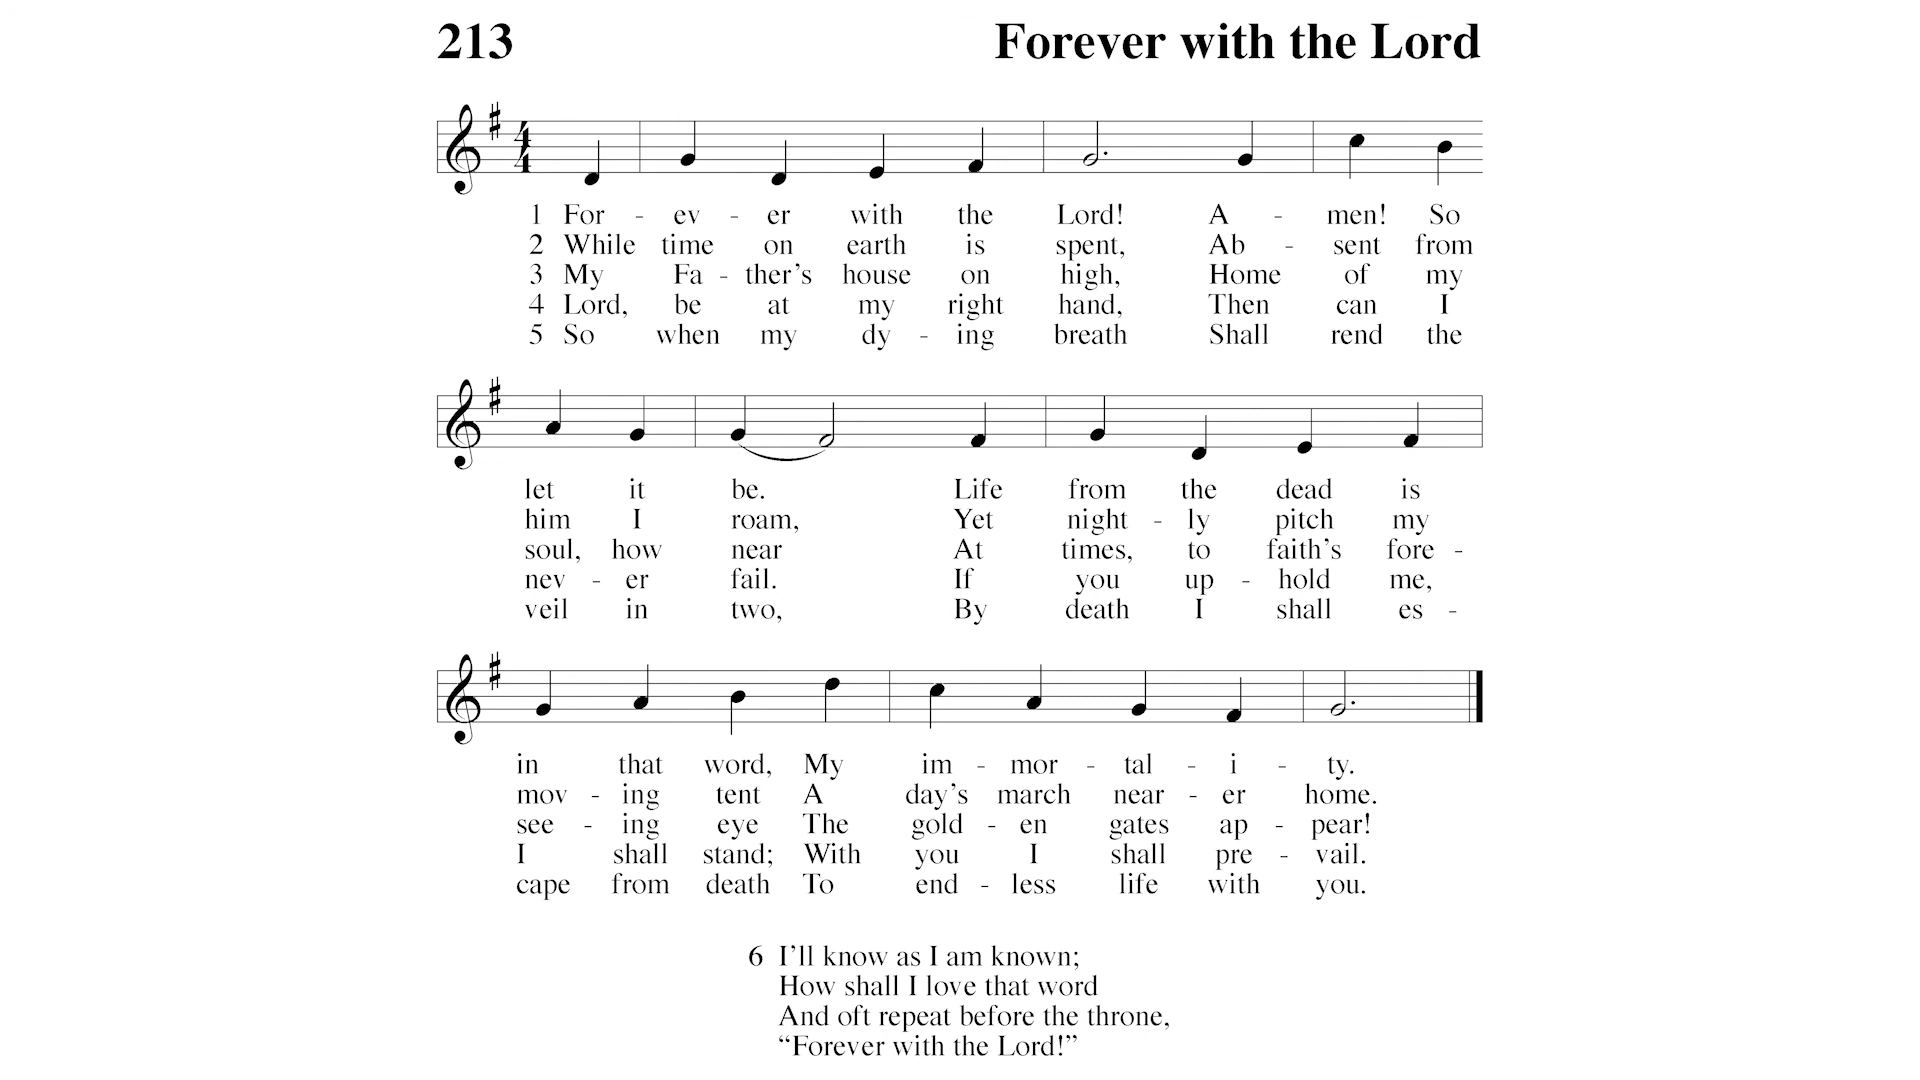 213 Forever with the Lord
4
4
1 For - ev - er with the Lord! A - men! So
2 While time on earth is spent, Ab - sent from
3 My Fa - ther's house on high, Home of my
4 Lord, be at my right hand, Then can I
5 So when my dy - ing breath Shall rend the
let it be. Life from the dead is
him I roam, Yet night - ly pitch my
soul, how near At times, to faith's fore -
nev - er fail. If you up - hold me,
veil in two, By death I shall es -
in that word, My im - mor - tal - i - ty.
mov - ing tent A day's march near - er home.
see - ing eye The gold - en gates ap - pear!
I shall stand; With you I shall pre - vail.
cape from death To end - less life with you.
6 I'll know as I am known;
How shall I love that word
And oft repeat before the throne,
“Forever with the Lord!”